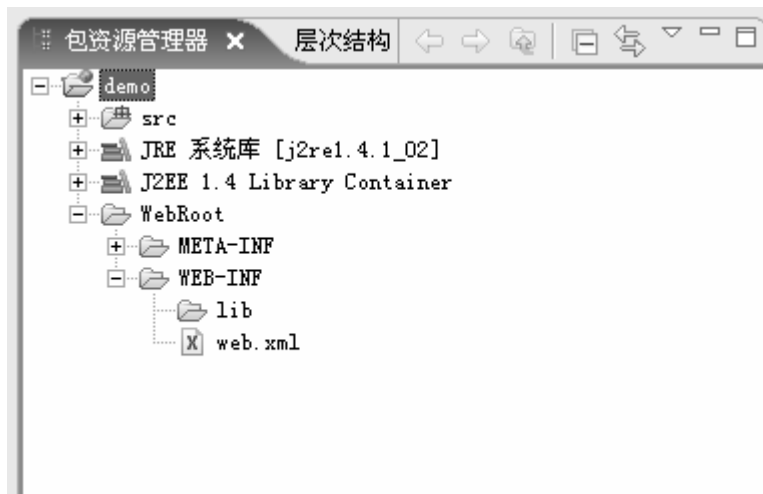 包资源管理器 层次结构
demo
src
JRE 系统库 [j2re1.4.1_02]
J2EE 1.4 Library Container
WebRoot
META-INF
WEB-INF
lib
web.xml